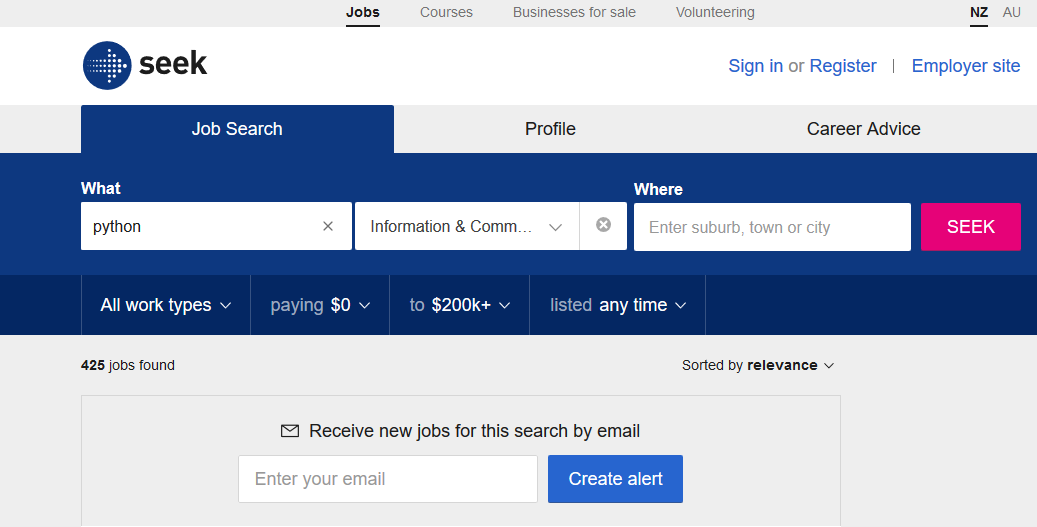 Jobs Courses Businesses for sale Volunteering NZ AU
seek
Sign in or Register | Employer site
Job Search Profile Career Advice
What Where
python Information & Comm... Enter suburb, town or city SEEK
All work types paying $0 to $200k+ listed any time
425 jobs found Sorted by relevance
Receive new jobs for this search by email
Enter your email Create alert